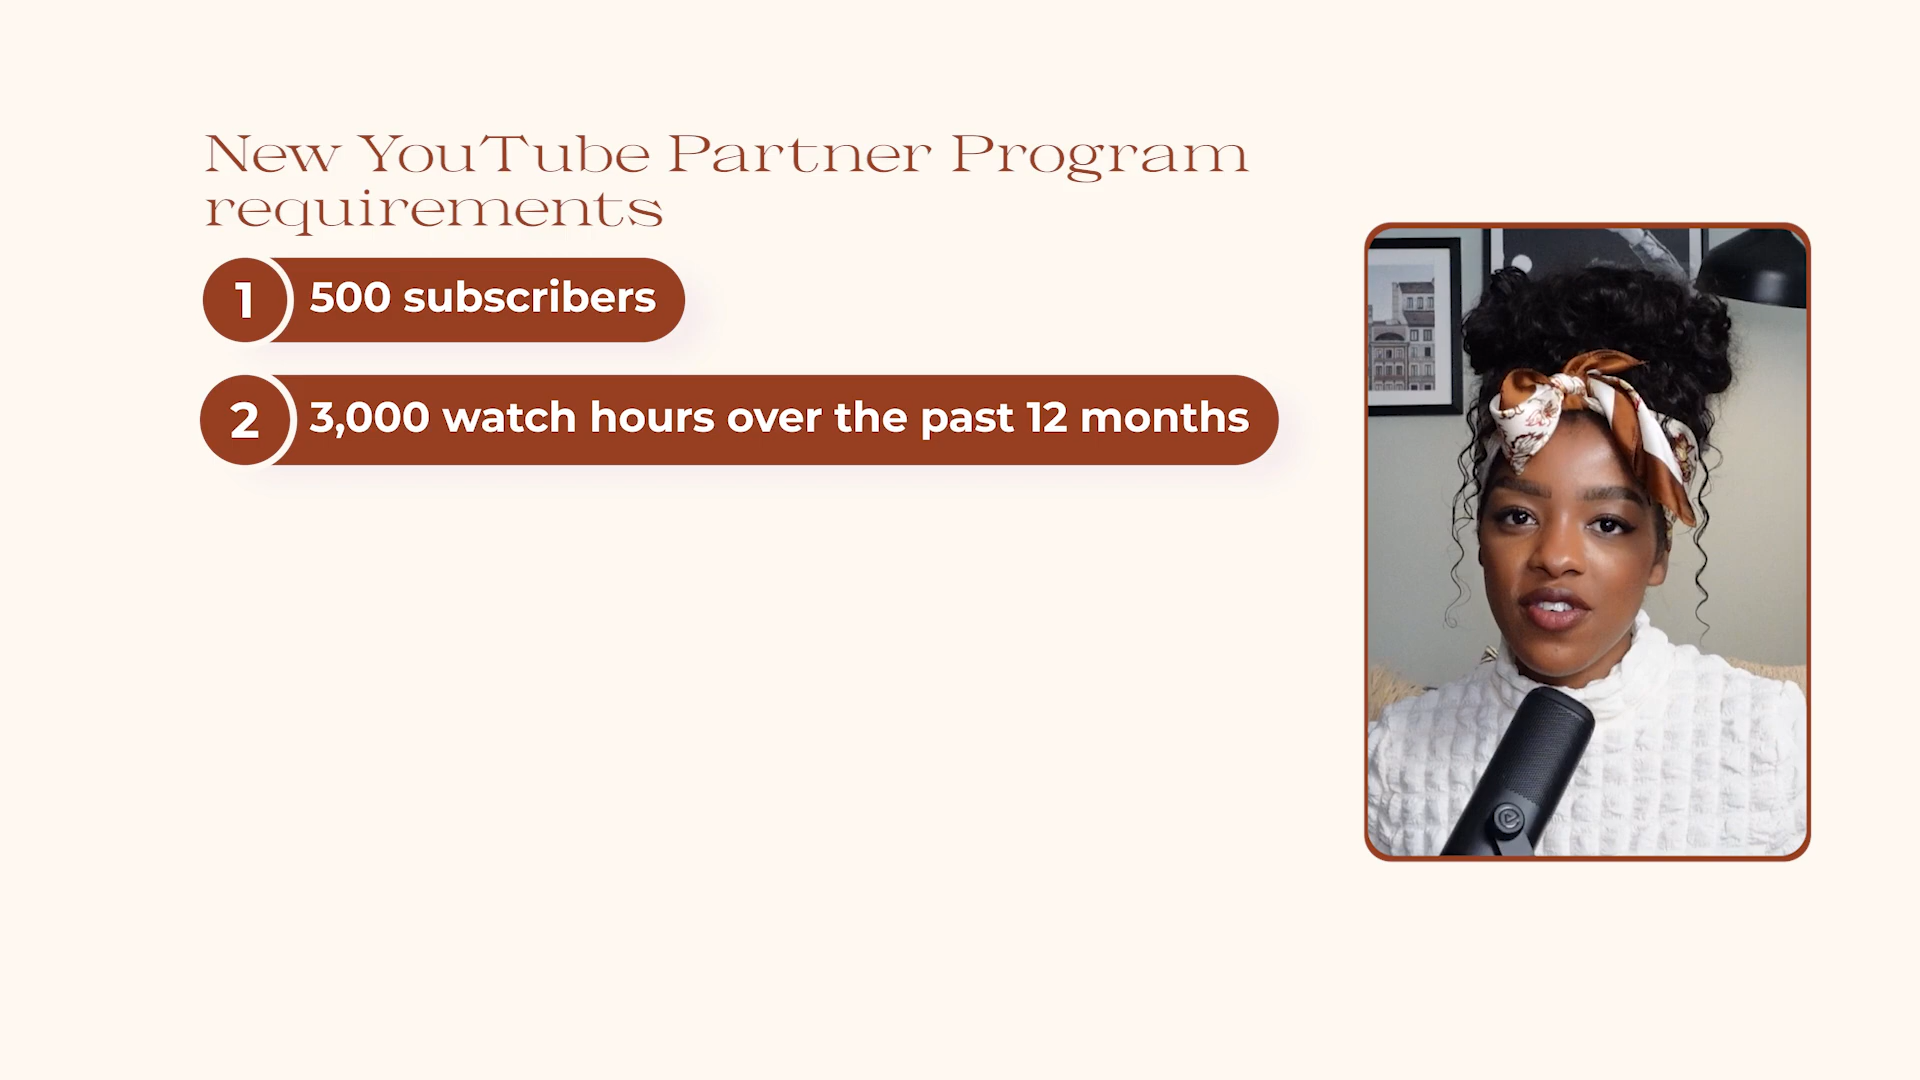 New YouTube Partner Program
requirements
1 500 subscribers
2 3,000 watch hours over the past 12 months